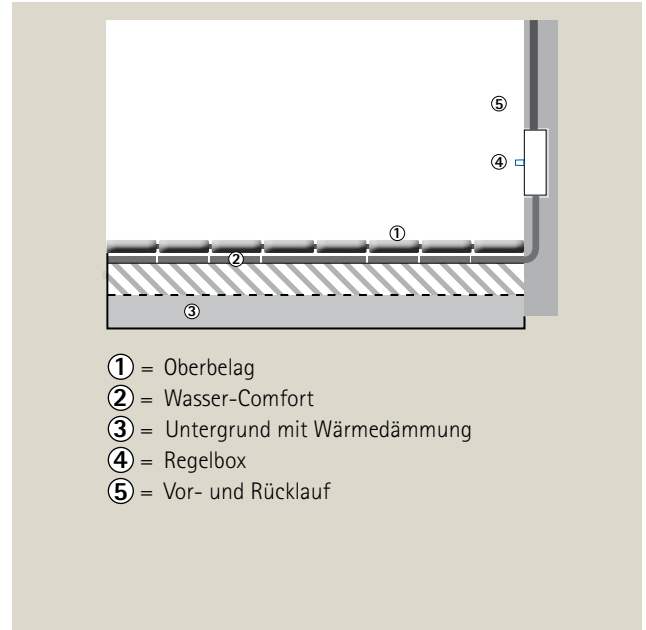 ⑤
④
①
②
③
① = Oberbelag
② = Wasser-Comfort
③ = Untergrund mit Wärmedämmung
④ = Regelbox
⑤ = Vor- und Rücklauf